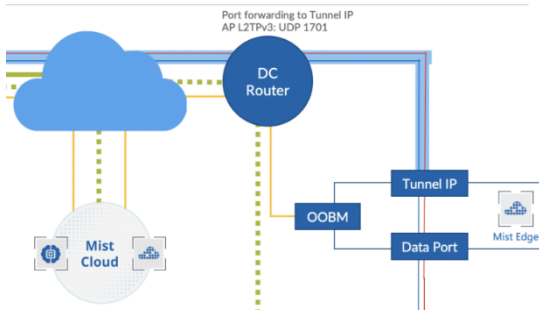 Port forwarding to Tunnel IP
AP L2TPv3: UDP 1701
DC
Router
Tunnel IP
OOBM
Mist Edge
Mist
Cloud
Data Port